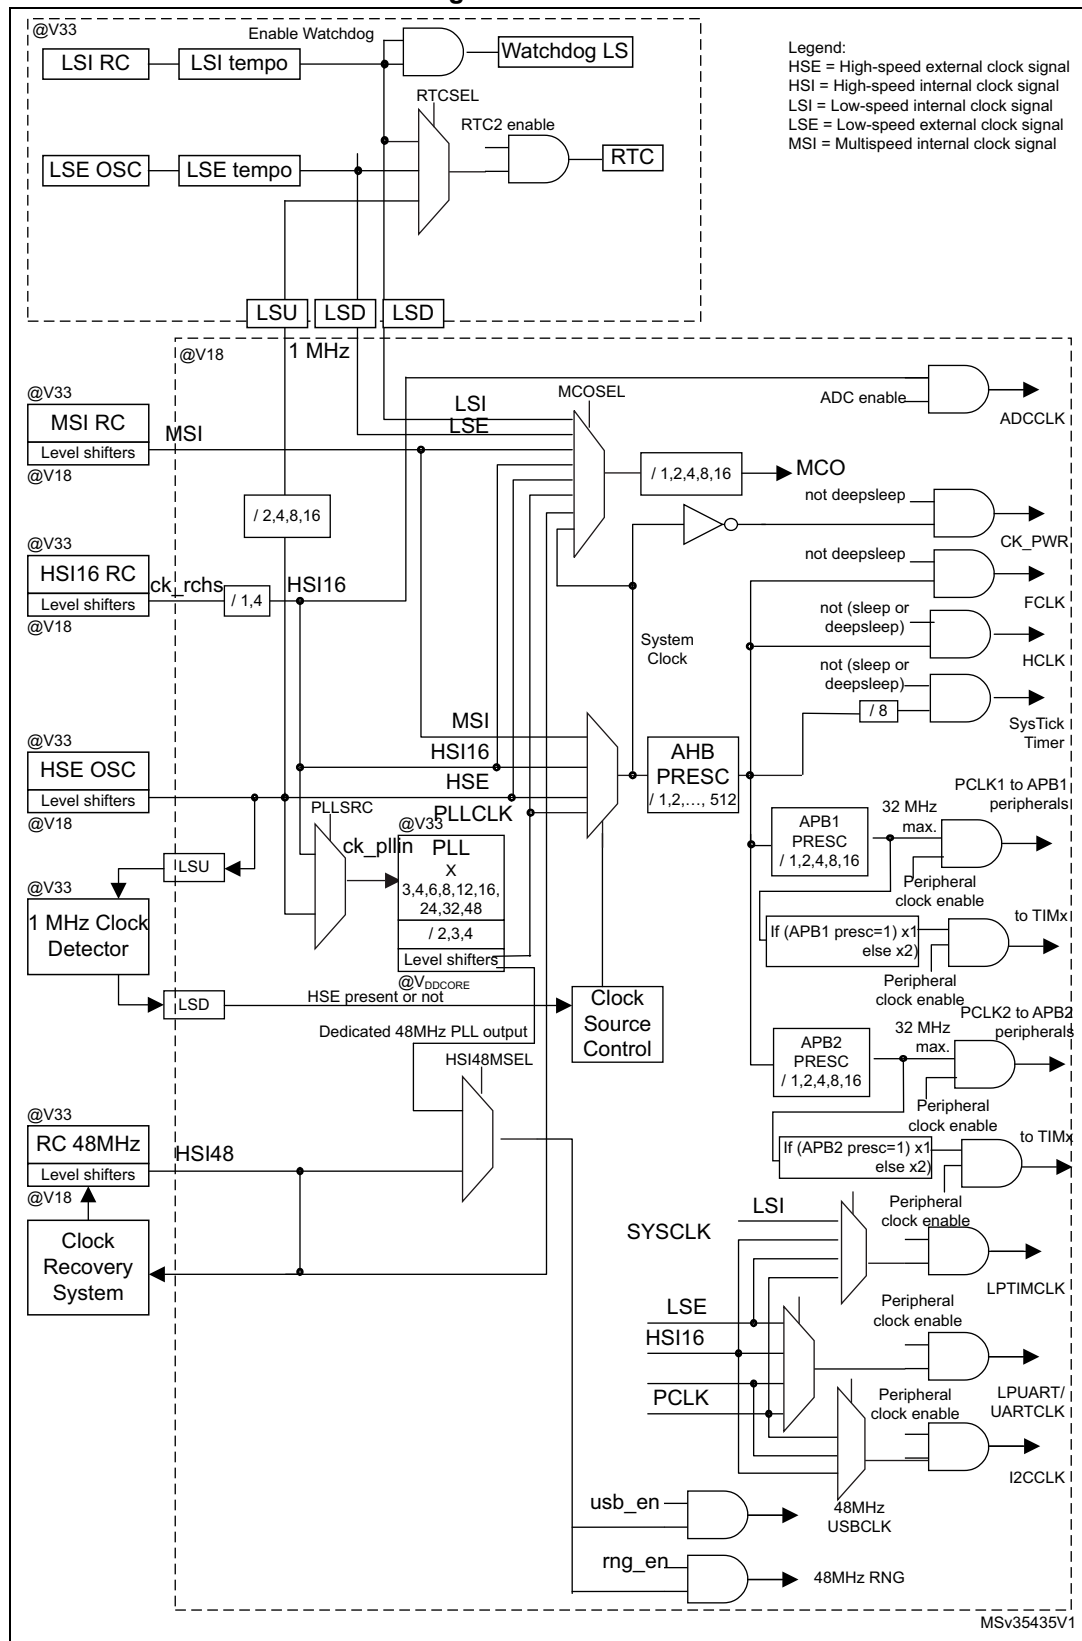 @V33
Enable Watchdog
LSI RC
LSI tempo
Watchdog LS
Legend:
HSE = High-speed external clock signal
HSI = High-speed internal clock signal
LSI = Low-speed internal clock signal
LSE = Low-speed external clock signal
MSI = Multispeed internal clock signal
RTCSEL
RTC2 enable
LSE OSC
LSE tempo
RTC
LSU
LSD
LSD
@V18
1 MHz
@V33
MSI RC
Level shifters
@V18
MSI
LSI
LSE
MCOSEL
ADC enable
ADCCLK
/ 1,2,4,8,16
MCO
/ 2,4,8,16
not deepsleep
CK_PWR
@V33
HSI16 RC
Level shifters
@V18
ck_rchs
/ 1,4
HSI16
not deepsleep
FCLK
not (sleep or
deepsleep)
HCLK
System
Clock
not (sleep or
deepsleep)
/ 8
SysTick
Timer
@V33
HSE OSC
Level shifters
@V18
MSI
HSI16
HSE
PLLCLK
AHB
PRESC
/ 1,2,..., 512
PLLSRC
ck_pllin
@V33
PLL
X
3,4,6,8,12,16,
24,32,48
/ 2,3,4
Level shifters
@VDDCORE
PCLK1 to APB1
peripherals
32 MHz
max.
APB1
PRESC
/ 1,2,4,8,16
Peripheral
clock enable
LSU
@V33
1 MHz Clock
Detector
LSD
HSE present or not
Clock
Source
Control
to TIMx
If (APB1 presc=1) x1
else x2)
Peripheral
clock enable
Dedicated 48MHz PLL output
HSI48MSEL
PCLK2 to APB2
peripherals
32 MHz
max.
APB2
PRESC
/ 1,2,4,8,16
Peripheral
clock enable
@V33
RC 48MHz
Level shifters
@V18
HSI48
to TIMx
If (APB2 presc=1) x1
else x2)
Peripheral
clock enable
Clock
Recovery
System
LSI
SYSCLK
LPTIMCLK
LSE
HSI16
PCLK
Peripheral
clock enable
LPUART/
UARTCLK
Peripheral
clock enable
I2CCLK
usb_en
48MHz
USBCLK
rng_en
48MHz RNG
MSv35435V1